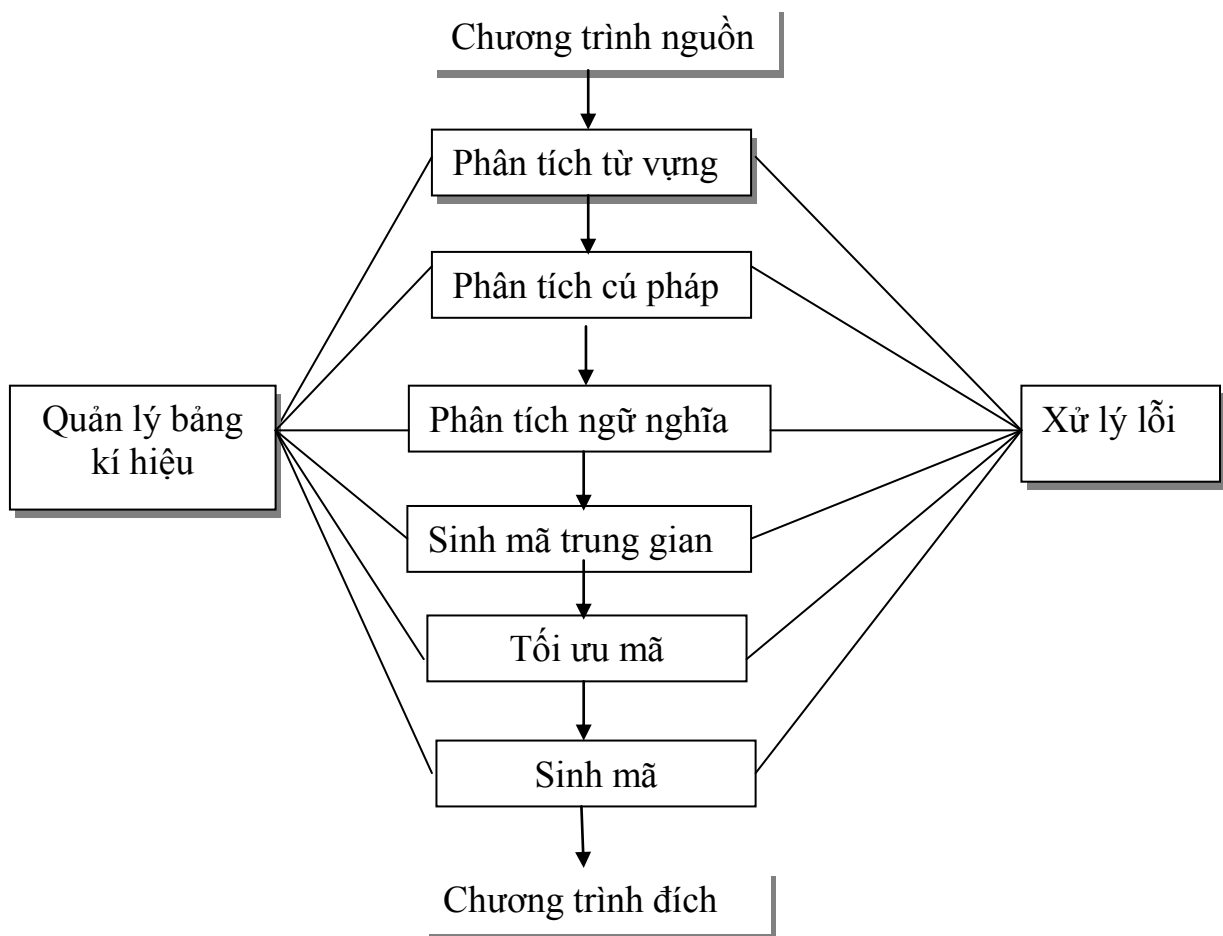 Chương trình nguồn
Phân tích từ vựng
Phân tích cú pháp
Quản lý bảng
kí hiệu
Phân tích ngữ nghĩa
Xử lý lỗi
Sinh mã trung gian
Tối ưu mã
Sinh mã
Chương trình đích